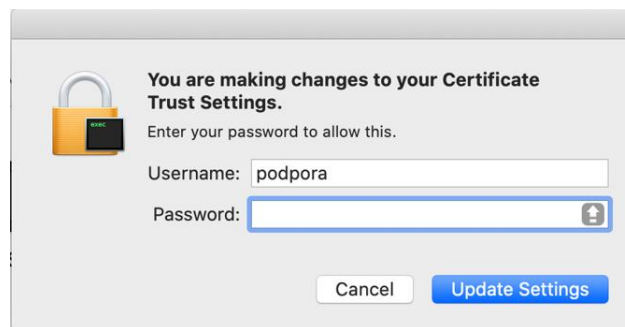 You are making changes to your Certificate
Trust Settings.
exec
Enter your password to allow this.
Username: podpora
Password:
Cancel Update Settings